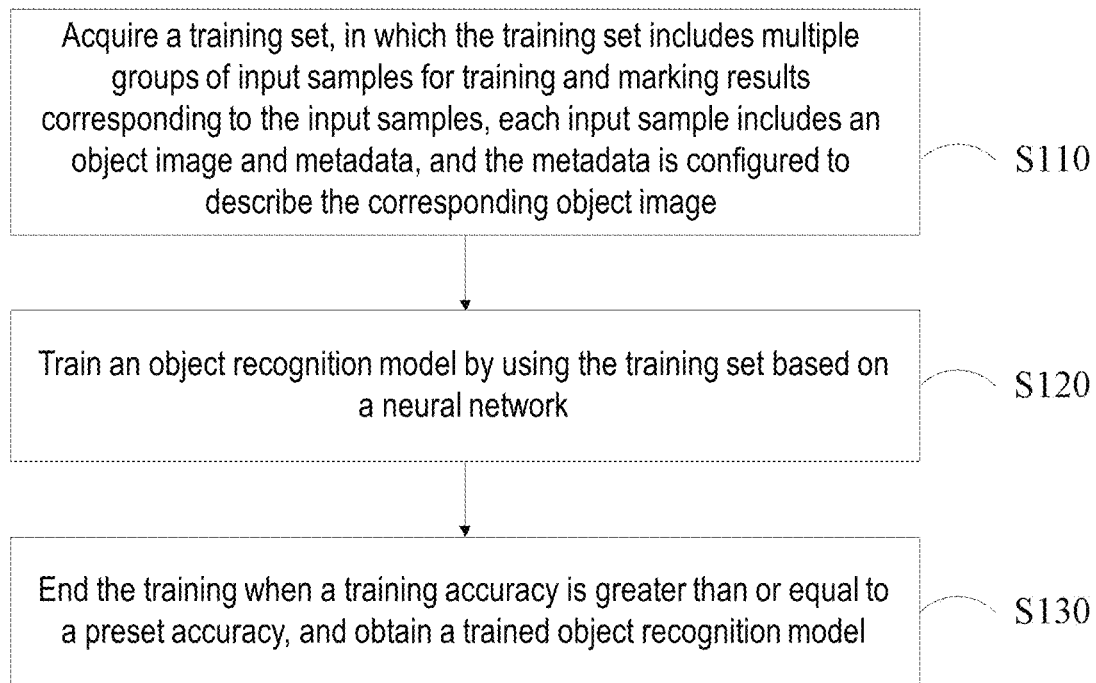 Acquire a training set, in which the training set includes multiple
groups of input samples for training and marking results
corresponding to the input samples, each input sample includes an
object image and metadata, and the metadata is configured to
describe the corresponding object image
S110
Train an object recognition model by using the training set based on
a neural network
S120
End the training when a training accuracy is greater than or equal to
a preset accuracy, and obtain a trained object recognition model
S130